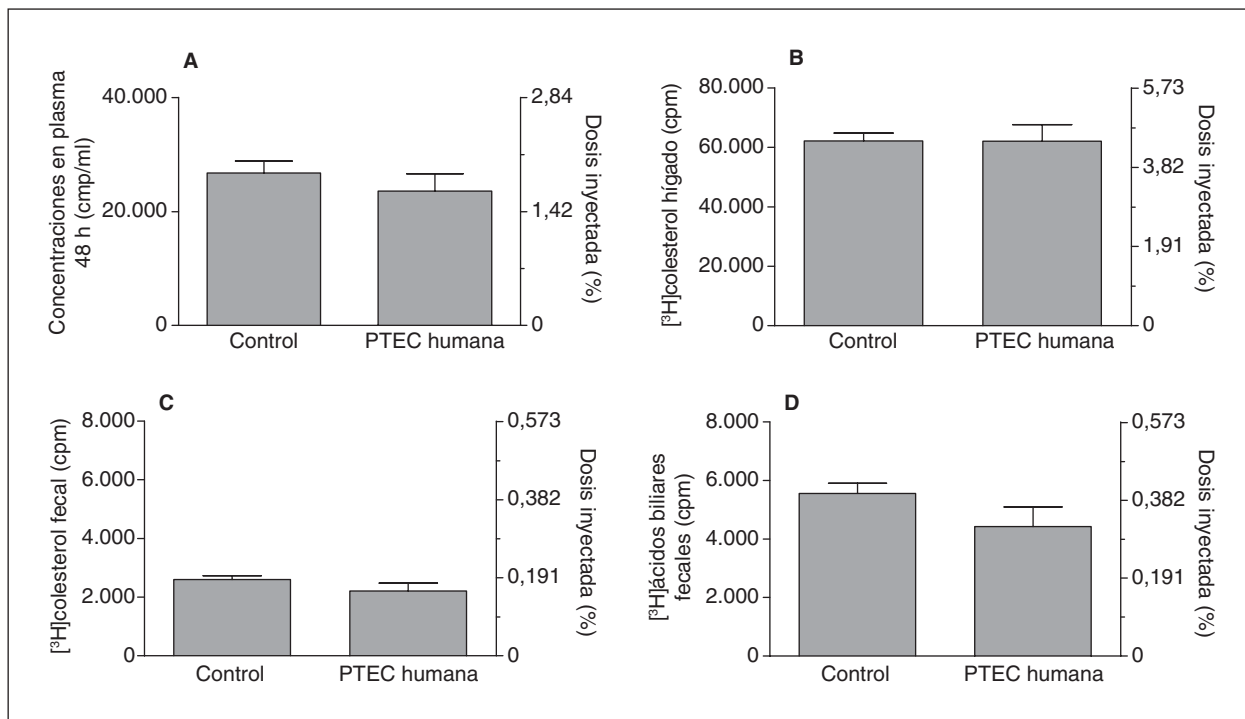 A
Concentraciones en plasma
48 h (cmp/ml)
40.000
20.000
0
2,84
1,42
0
Dosis inyectada (%)
Control
PTEC humana
B
[³H]colesterol hígado (cpm)
80.000
60.000
40.000
20.000
0
5,73
3,82
1,91
0
Dosis inyectada (%)
Control
PTEC humana
C
[³H]colesterol fecal (cpm)
8.000
6.000
4.000
2.000
0
0,573
0,382
0,191
0
Dosis inyectada (%)
Control
PTEC humana
D
[³H]ácidos biliares
fecales (cpm)
8.000
6.000
4.000
2.000
0
0,573
0,382
0,191
0
Dosis inyectada (%)
Control
PTEC humana